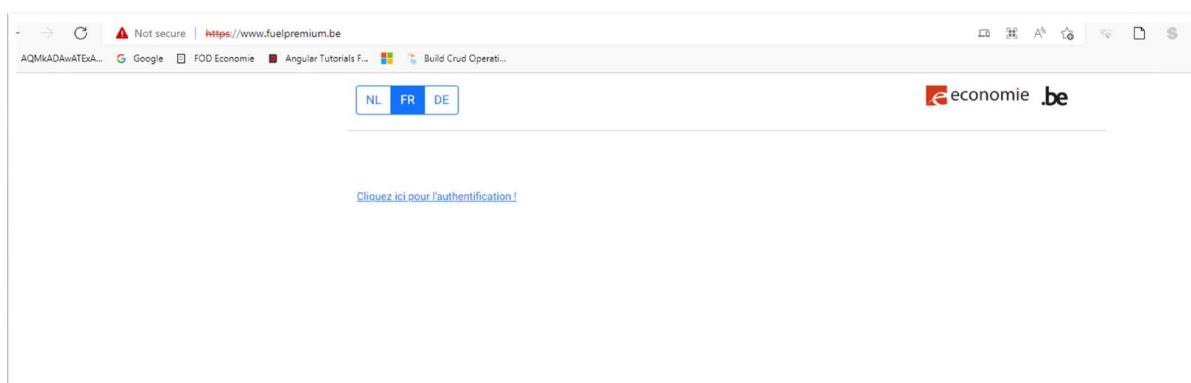 Not secure | https://www.fuelpremium.be
AQMkADAwATExA... Google FOD Economie Angular Tutorials F... Build Crud Operati...
NL FR DE
economie .be
Cliquez ici pour l'authentification !